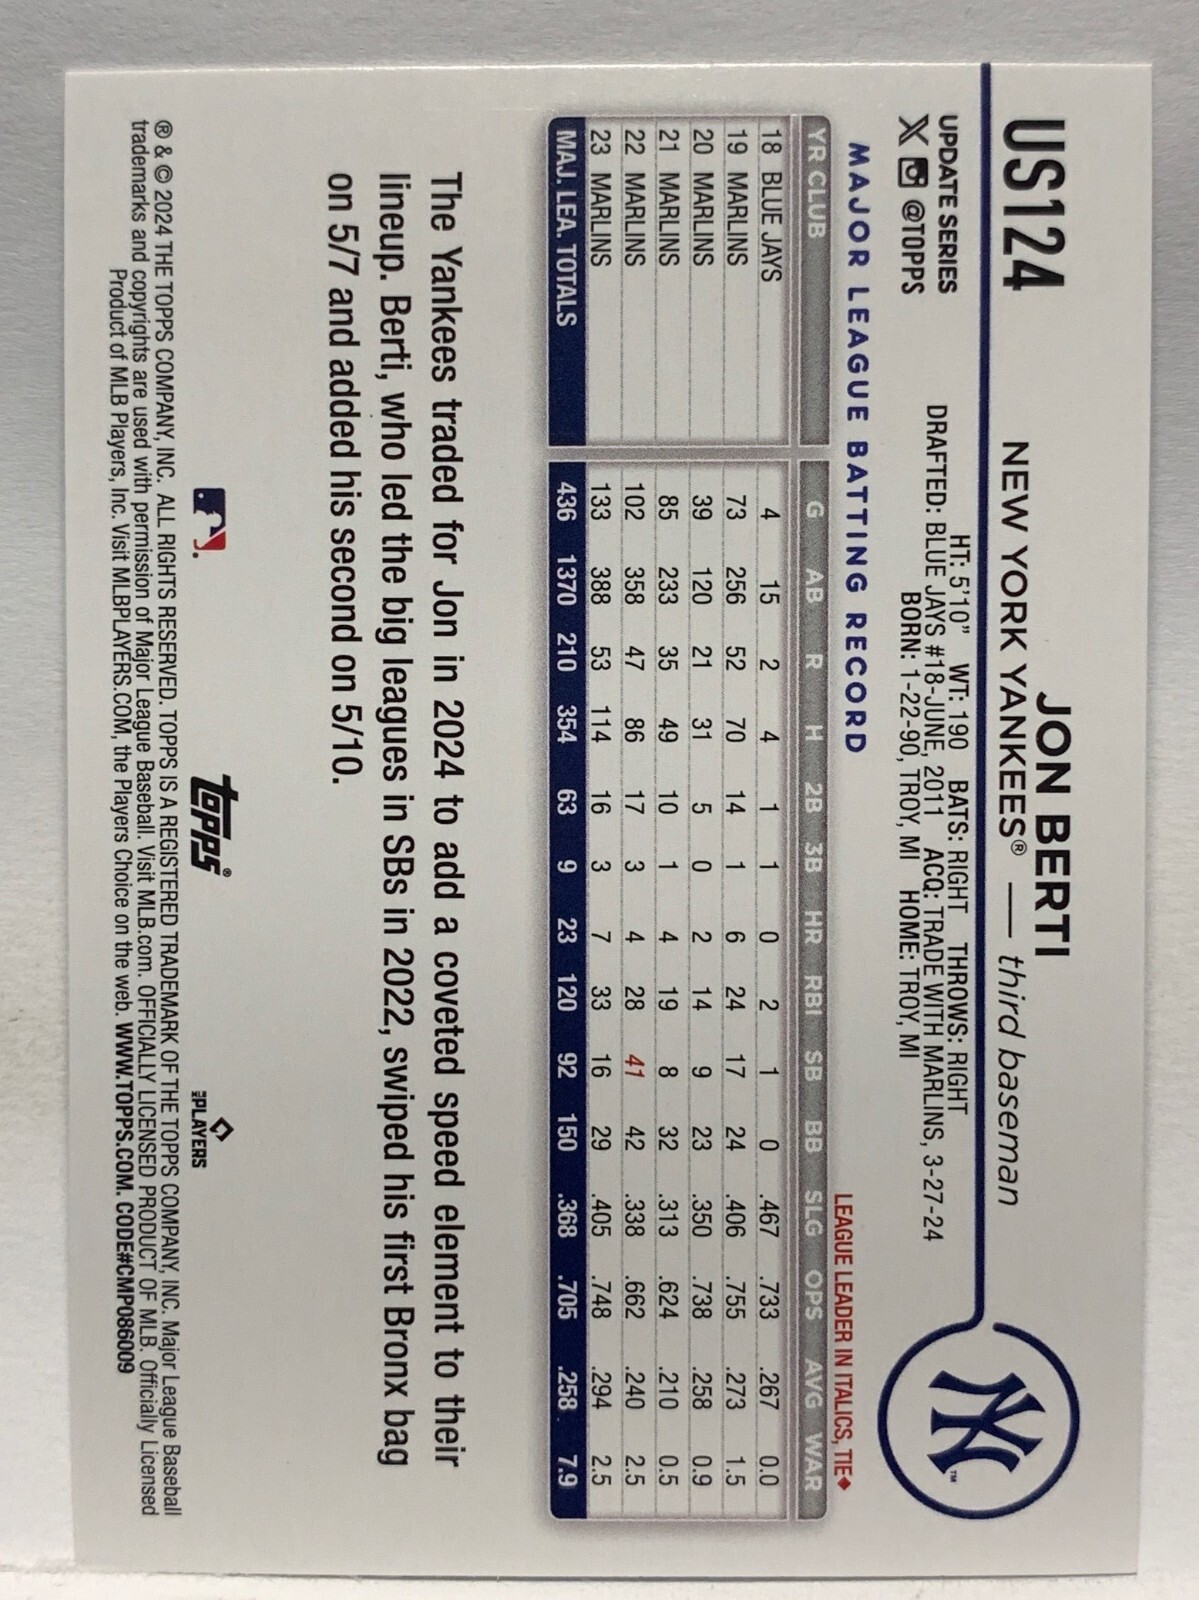 US124
JON BERTI
NEW YORK YANKEES® — third baseman
UPDATE SERIES
@TOPPS
HT: 5'10" WT: 190 BATS: RIGHT THROWS: RIGHT
DRAFTED: BLUE JAYS #18-JUNE, 2011 ACQ: TRADE WITH MARLINS, 3-27-24
BORN: 1-22-90, TROY, MI HOME: TROY, MI
NY ™
MAJOR LEAGUE BATTING RECORD
LEAGUE LEADER IN ITALICS, TIE♦
YR CLUB G AB R H 2B 3B HR RBI SB BB SLG OPS AVG WAR
18 BLUE JAYS 4 15 2 4 1 1 0 2 1 0 .467 .733 .267 0.0
19 MARLINS 73 256 52 70 14 1 6 24 17 24 .406 .755 .273 1.5
20 MARLINS 39 120 21 31 5 0 2 14 9 23 .350 .738 .258 0.9
21 MARLINS 85 233 35 49 10 1 4 19 8 32 .313 .624 .210 0.5
22 MARLINS 102 358 47 86 17 3 4 28 41 42 .338 .662 .240 2.5
23 MARLINS 133 388 53 114 16 3 7 33 16 29 .405 .748 .294 2.5
MAJ. LEA. TOTALS 436 1370 210 354 63 9 23 120 92 150 .368 .705 .258 7.9
The Yankees traded for Jon in 2024 to add a coveted speed element to their
lineup. Berti, who led the big leagues in SBs in 2022, swiped his first Bronx bag
on 5/7 and added his second on 5/10.
topps®
PLAYERS
® & © 2024 THE TOPPS COMPANY, INC. ALL RIGHTS RESERVED. TOPPS IS A REGISTERED TRADEMARK OF THE TOPPS COMPANY, INC. Major League Baseball
trademarks and copyrights are used with permission of Major League Baseball. Visit MLB.com. OFFICIALLY LICENSED PRODUCT OF MLB. Officially Licensed
Product of MLB Players, Inc. Visit MLBPLAYERS.COM, the Players Choice on the web. WWW.TOPPS.COM. CODE#CMP086009